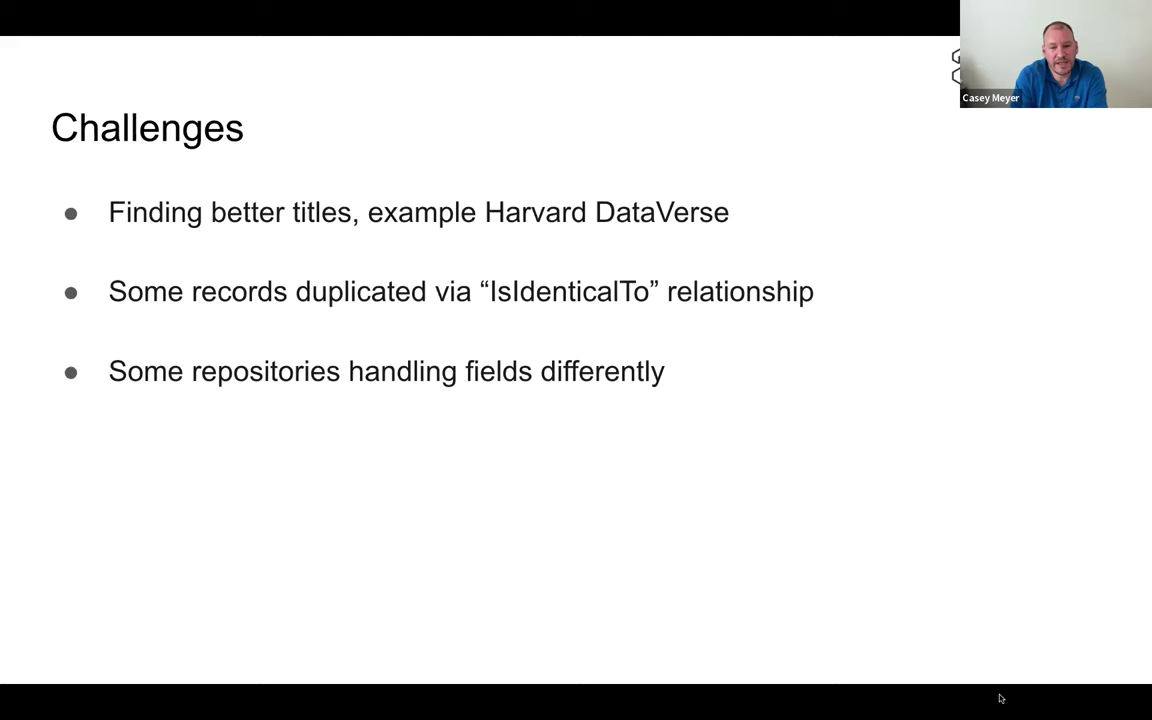 Casey Meyer
Challenges
● Finding better titles, example Harvard DataVerse
● Some records duplicated via “IsIdenticalTo” relationship
● Some repositories handling fields differently